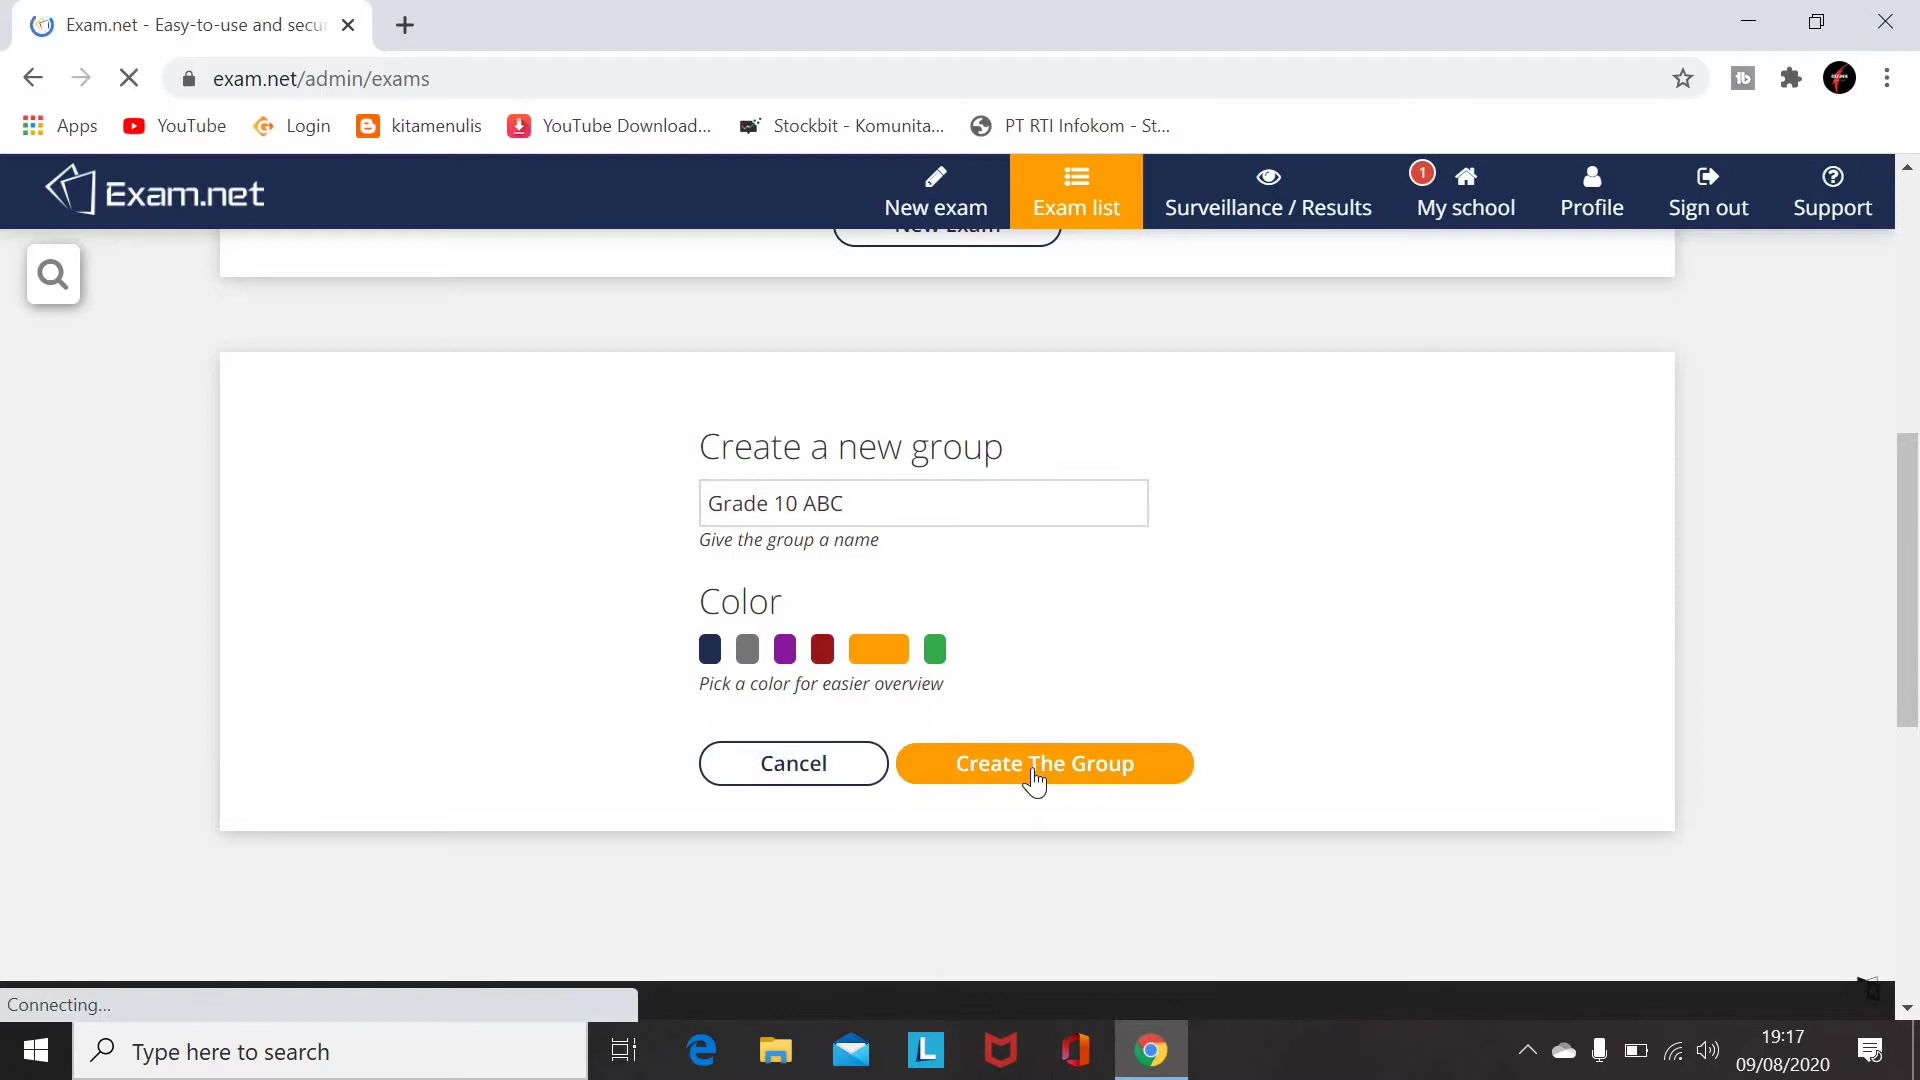 Exam.net - Easy-to-use and secur
exam.net/admin/exams
Apps YouTube Login kitamenulis YouTube Download... Stockbit - Komunita... PT RTI Infokom - St...
Exam.net
New exam Exam list Surveillance / Results 1 My school Profile Sign out Support
New Exam
Create a new group
Grade 10 ABC
Give the group a name
Color
Pick a color for easier overview
Cancel Create The Group
Connecting...
Type here to search
19:17
09/08/2020